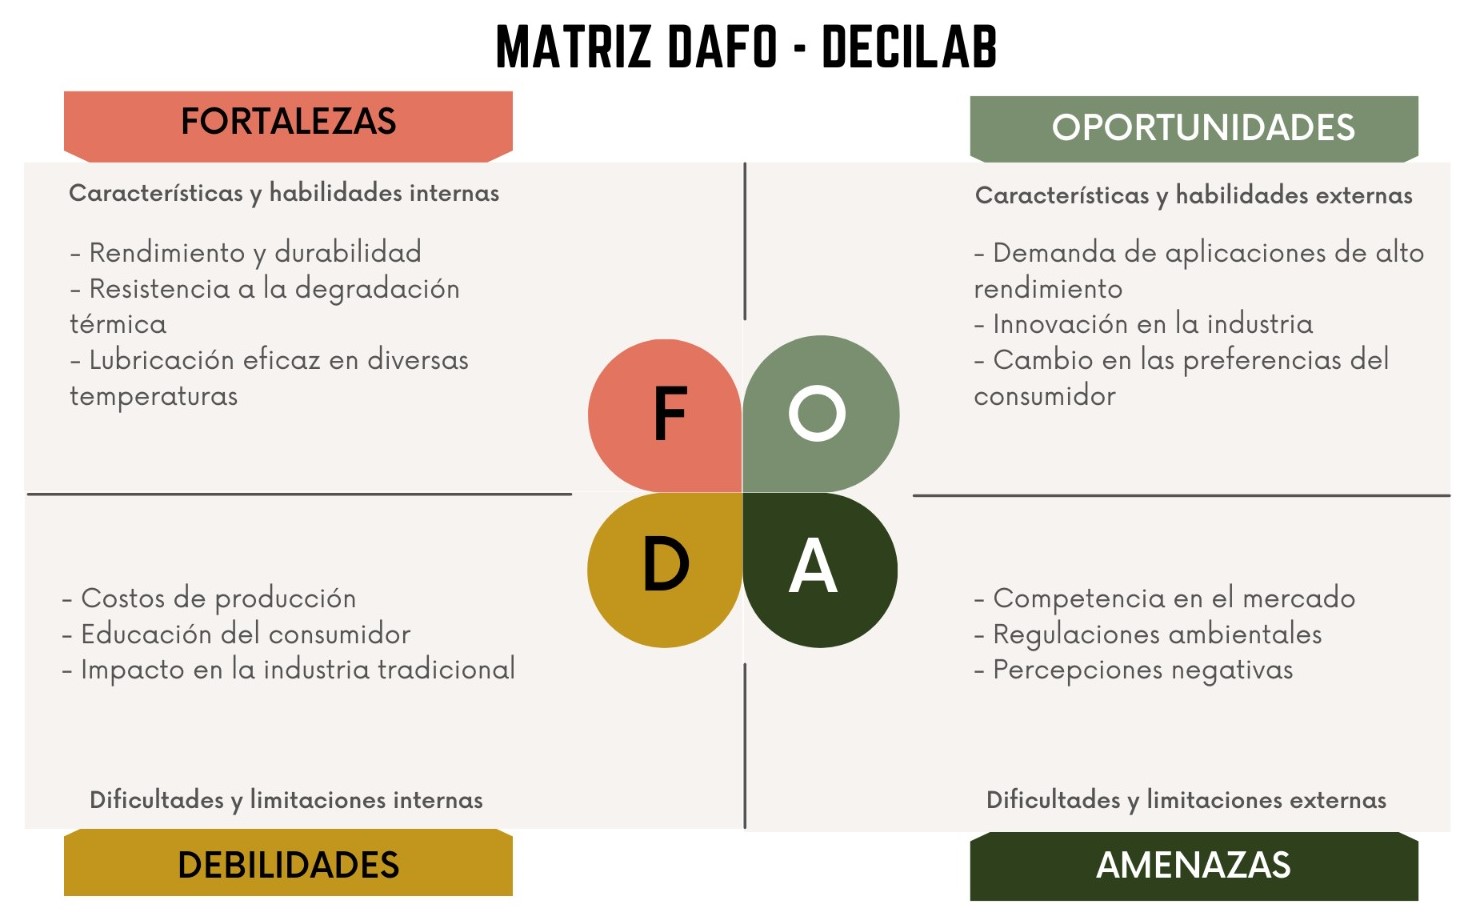 MATRIZ DAFO - DECILAB
FORTALEZAS
Características y habilidades internas
- Rendimiento y durabilidad
- Resistencia a la degradación
térmica
- Lubricación eficaz en diversas
temperaturas
OPORTUNIDADES
Características y habilidades externas
- Demanda de aplicaciones de alto
rendimiento
- Innovación en la industria
- Cambio en las preferencias del
consumidor
F
O
D
A
- Costos de producción
- Educación del consumidor
- Impacto en la industria tradicional
Dificultades y limitaciones internas
DEBILIDADES
- Competencia en el mercado
- Regulaciones ambientales
- Percepciones negativas
Dificultades y limitaciones externas
AMENAZAS